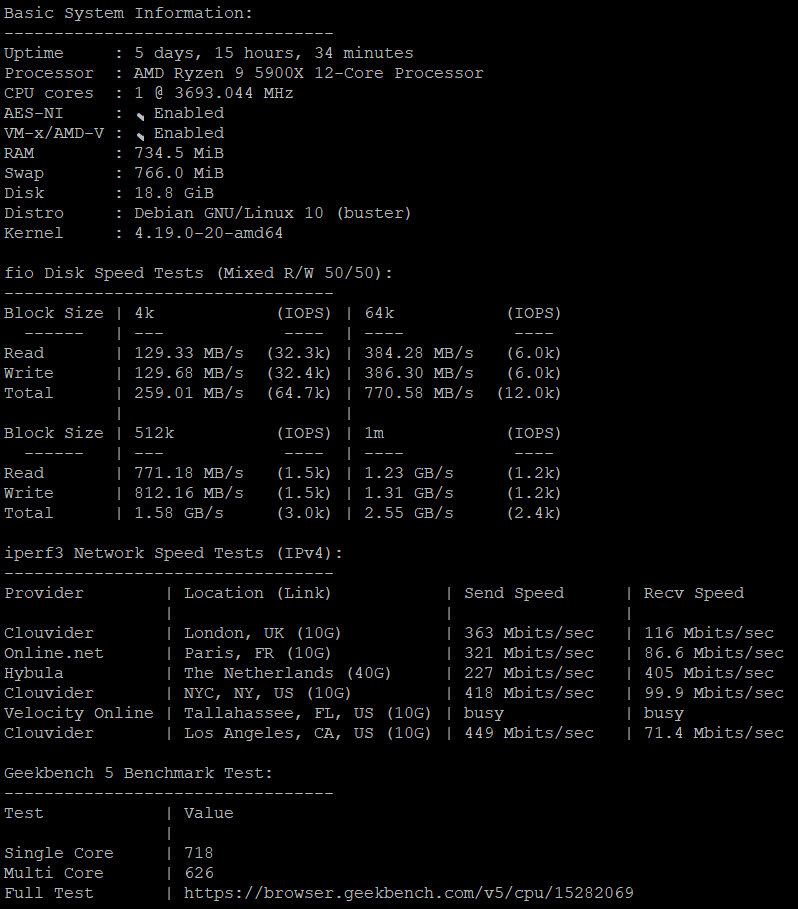 Basic System Information:
---------------------------------
Uptime     : 5 days, 15 hours, 34 minutes
Processor  : AMD Ryzen 9 5900X 12-Core Processor
CPU cores  : 1 @ 3693.044 MHz
AES-NI     : ✔ Enabled
VM-x/AMD-V : ✔ Enabled
RAM        : 734.5 MiB
Swap       : 766.0 MiB
Disk       : 18.8 GiB
Distro     : Debian GNU/Linux 10 (buster)
Kernel     : 4.19.0-20-amd64

fio Disk Speed Tests (Mixed R/W 50/50):
---------------------------------
Block Size | 4k            (IOPS) | 64k           (IOPS)
  ------   | ---            ----  | ----           ----
Read       | 129.33 MB/s  (32.3k) | 384.28 MB/s   (6.0k)
Write      | 129.68 MB/s  (32.4k) | 386.30 MB/s   (6.0k)
Total      | 259.01 MB/s  (64.7k) | 770.58 MB/s  (12.0k)
           |                      |
Block Size | 512k          (IOPS) | 1m            (IOPS)
  ------   | ---            ----  | ----           ----
Read       | 771.18 MB/s   (1.5k) | 1.23 GB/s     (1.2k)
Write      | 812.16 MB/s   (1.5k) | 1.31 GB/s     (1.2k)
Total      | 1.58 GB/s     (3.0k) | 2.55 GB/s     (2.4k)

iperf3 Network Speed Tests (IPv4):
---------------------------------
Provider        | Location (Link)           | Send Speed      | Recv Speed
                |                           |                 |
Clouvider       | London, UK (10G)          | 363 Mbits/sec   | 116 Mbits/sec
Online.net      | Paris, FR (10G)           | 321 Mbits/sec   | 86.6 Mbits/sec
Hybula          | The Netherlands (40G)     | 227 Mbits/sec   | 405 Mbits/sec
Clouvider       | NYC, NY, US (10G)         | 418 Mbits/sec   | 99.9 Mbits/sec
Velocity Online | Tallahassee, FL, US (10G) | busy            | busy
Clouvider       | Los Angeles, CA, US (10G) | 449 Mbits/sec   | 71.4 Mbits/sec

Geekbench 5 Benchmark Test:
---------------------------------
Test            | Value
                |
Single Core     | 718
Multi Core      | 626
Full Test       | https://browser.geekbench.com/v5/cpu/15282069